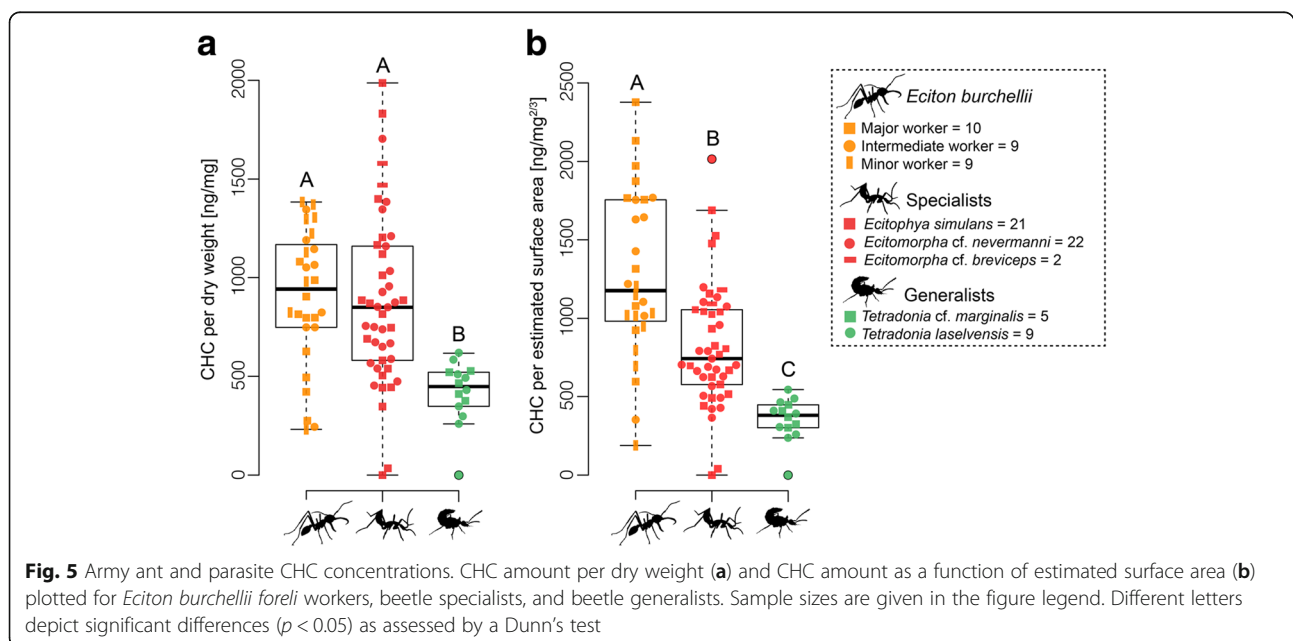 a
b
CHC per dry weight [ng/mg]
2000
1500
1000
500
0
A
A
B
CHC per estimated surface area [ng/mg2/3]
2500
2000
1500
1000
500
0
A
B
C
Eciton burchellii
Major worker = 10
Intermediate worker = 9
Minor worker = 9
Specialists
Ecitophya simulans = 21
Ecitomorpha cf. nevermanni = 22
Ecitomorpha cf. breviceps = 2
Generalists
Tetradonia cf. marginalis = 5
Tetradonia laselvensis = 9
Fig. 5 Army ant and parasite CHC concentrations. CHC amount per dry weight (a) and CHC amount as a function of estimated surface area (b)
plotted for Eciton burchellii foreli workers, beetle specialists, and beetle generalists. Sample sizes are given in the figure legend. Different letters
depict significant differences (p < 0.05) as assessed by a Dunn's test